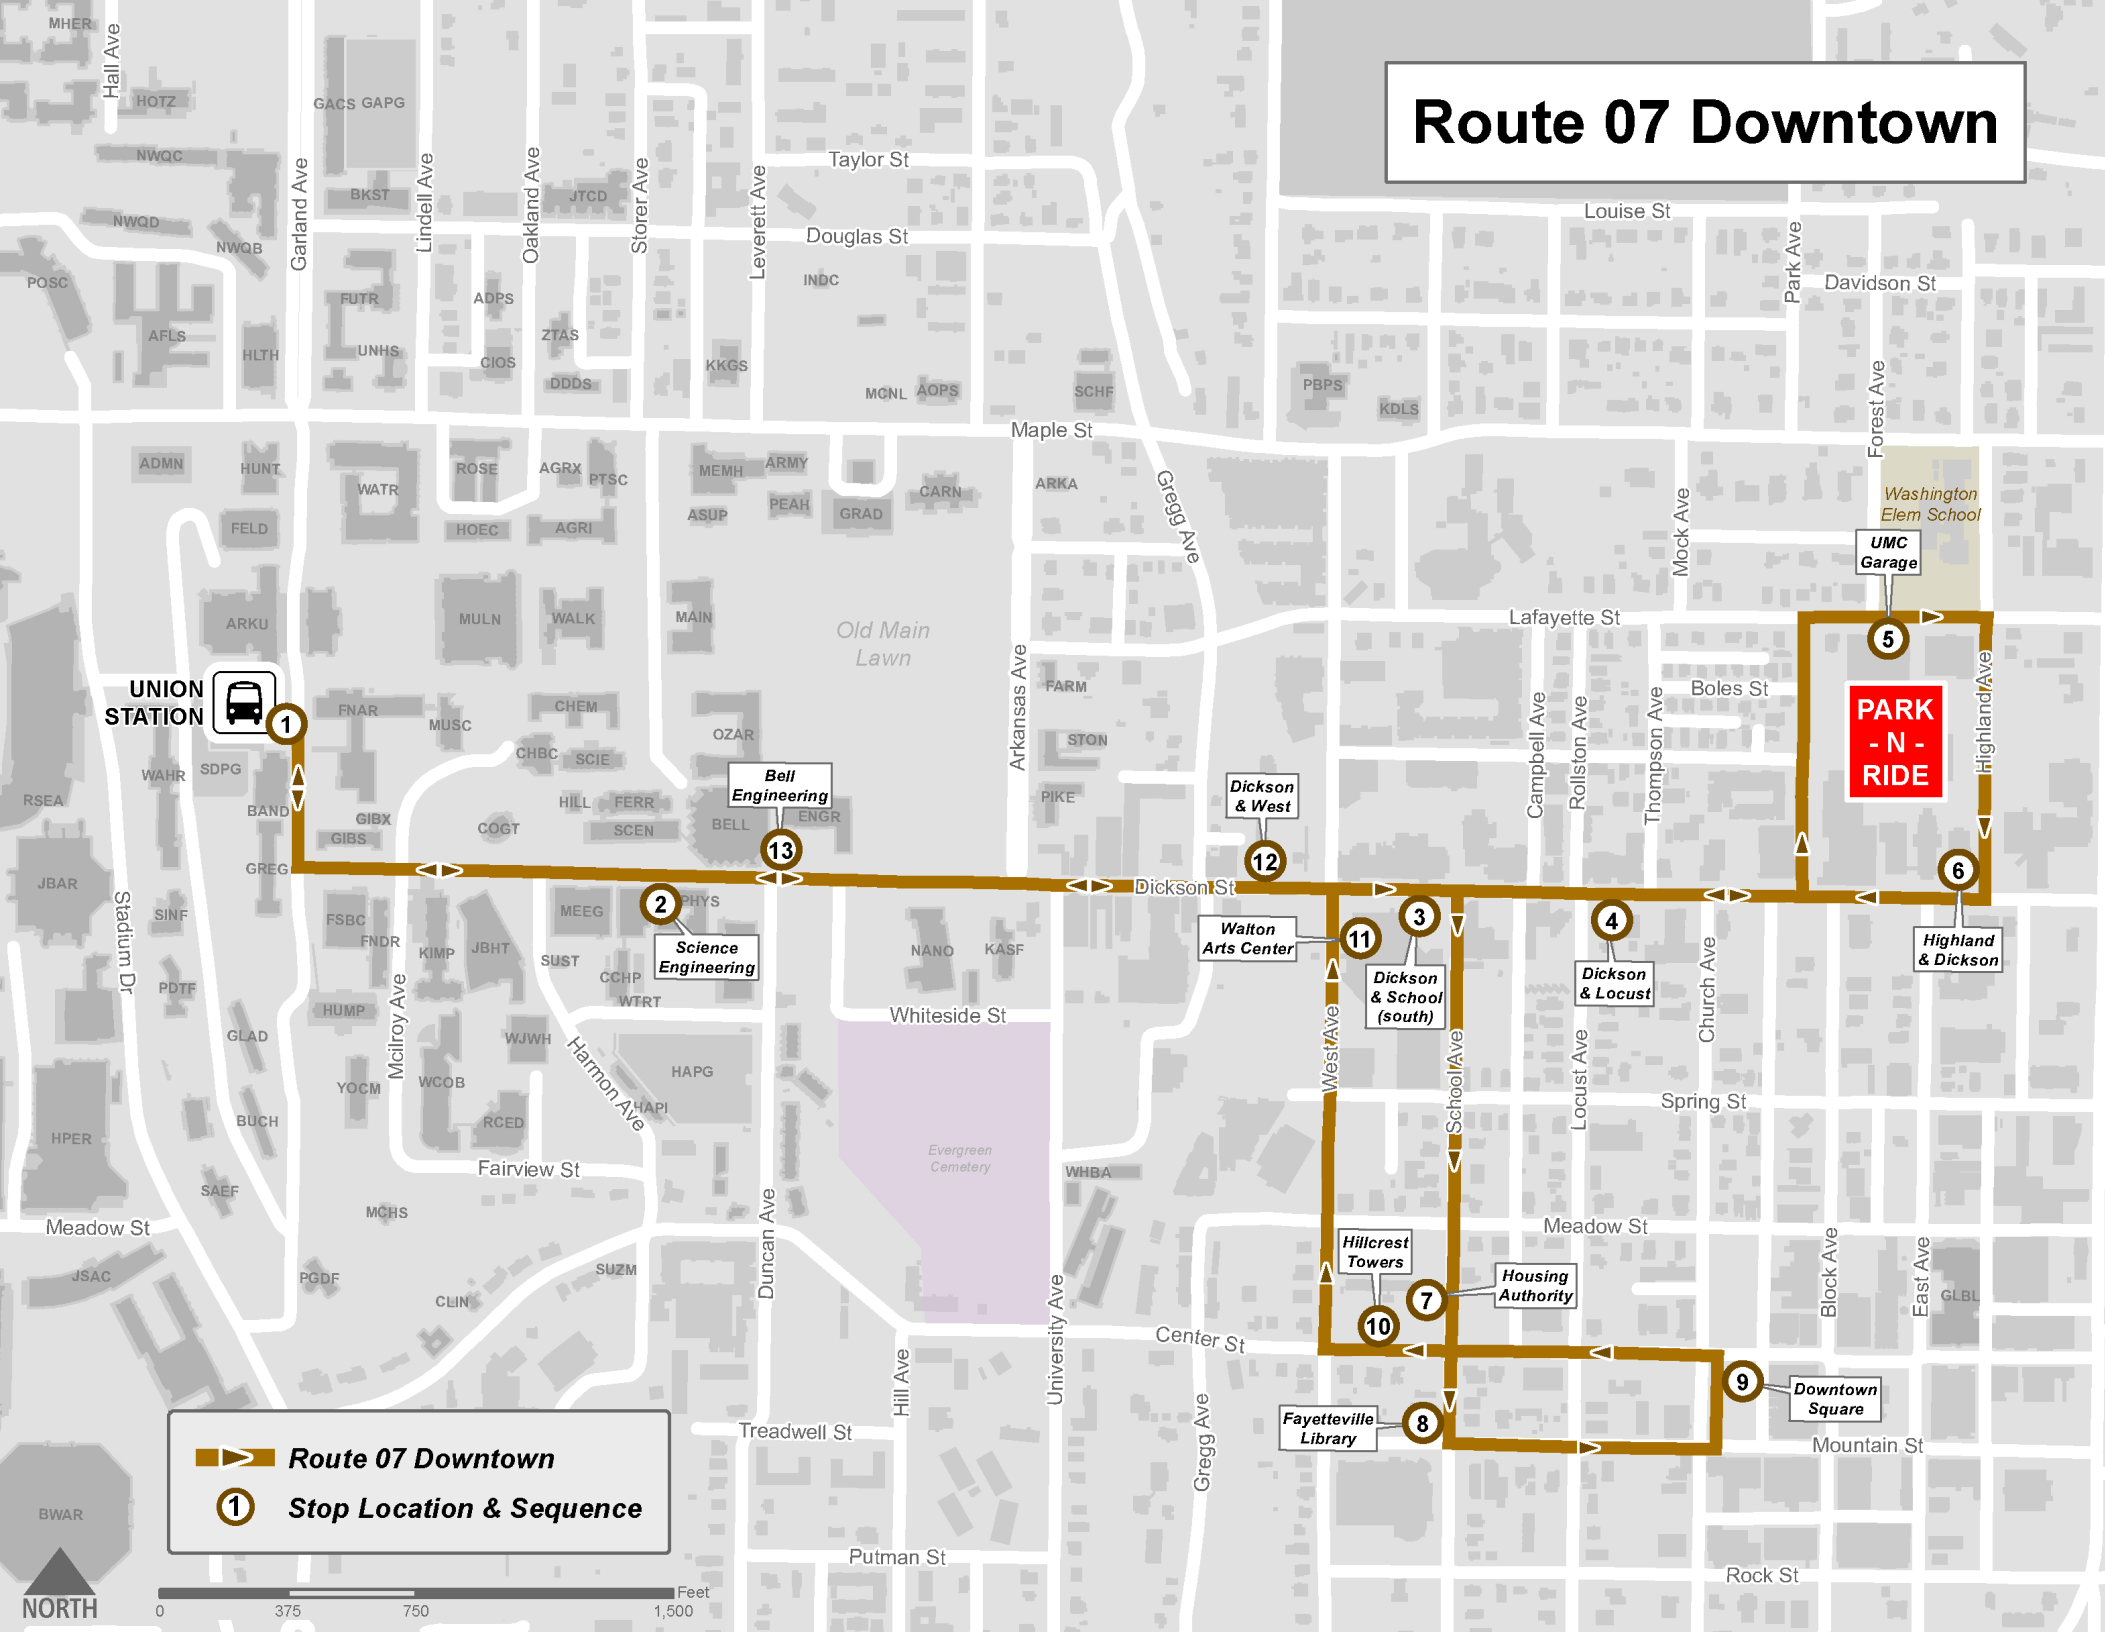 Route 07 Downtown
MHER
Hall Ave
HOTZ
GACS GAPG
NWQC
Garland Ave
Lindell Ave
Oakland Ave
Storer Ave
Leverett Ave
Taylor St
BKST
JTCD
NWQD
NWQB
Douglas St
Louise St
Park Ave
Davidson St
POSC
FUTR
ADPS
INDC
AFLS
HLTH
UNHS
ZTAS
CIOS
DDDS
KKGS
MCNL
AOPS
SCHF
PBPS
KDLS
Forest Ave
Maple St
ADMN
HUNT
WATR
ROSE
AGRX
PTSC
MEMH
ARMY
CARN
ARKA
Gregg Ave
Mock Ave
Washington
Elem School
FELD
HOEC
AGRI
ASUP
PEAH
GRAD
UMC
Garage
ARKU
MULN
WALK
MAIN
Old Main
Lawn
Lafayette St
5
UNION
STATION
1
FNAR
MUSC
CHEM
OZAR
Arkansas Ave
FARM
STON
Boles St
Campbell Ave
Rollston Ave
Thompson Ave
PARK
- N -
RIDE
Highland Ave
CHBC
SCIE
WAHR
SDPG
RSEA
BAND
GIBX
GIBS
COGT
HILL
FERR
SCEN
BELL
ENGR
Bell
Engineering
13
PIKE
Dickson
& West
12
JBAR
GREG
Dickson St
6
Stadium Dr
SINF
FSBC
FNDR
KIMP
JBHT
MEEG
2
PHYS
Science
Engineering
SUST
CCHP
WTRT
NANO
KASF
Walton
Arts Center
11
3
Dickson
& School
(south)
4
Dickson
& Locust
Church Ave
Highland
& Dickson
PDTF
HUMP
Mcilroy Ave
GLAD
WJWH
Whiteside St
West Ave
School Ave
Locust Ave
Harmon Ave
HAPG
HAPI
YOCM
WCOB
RCED
BUCH
HPER
Spring St
Evergreen
Cemetery
Fairview St
WHBA
SAEF
MCHS
Meadow St
Duncan Ave
Meadow St
Hillcrest
Towers
10
7
Housing
Authority
Block Ave
East Ave
GLBL
JSAC
PGDF
SUZM
CLIN
University Ave
Center St
Hill Ave
Gregg Ave
9
Downtown
Square
Fayetteville
Library
8
Treadwell St
Mountain St
Route 07 Downtown
1
Stop Location & Sequence
BWAR
Putman St
Rock St
NORTH
0
375
750
1,500
Feet